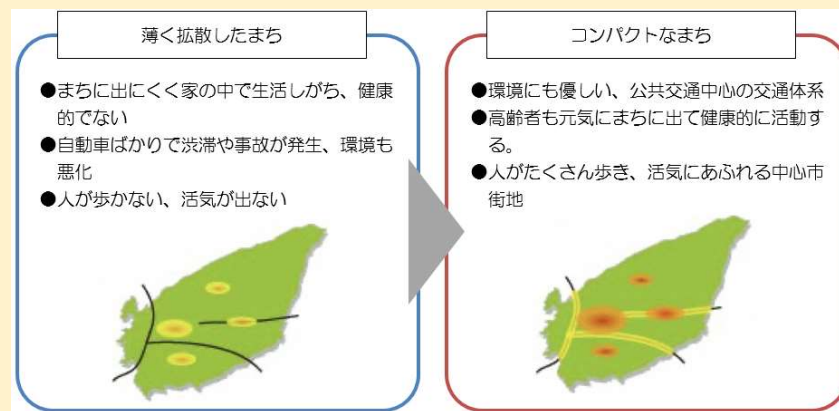 薄く拡散したまち
●まちに出にくく家の中で生活しがち、健康
的でない
●自動車ばかりで渋滞や事故が発生、環境も
悪化
●人が歩かない、活気が出ない
コンパクトなまち
●環境にも優しい、公共交通中心の交通体系
●高齢者も元気にまちに出て健康的に活動す
る。
●人がたくさん歩き、活気にあふれる中心市
街地